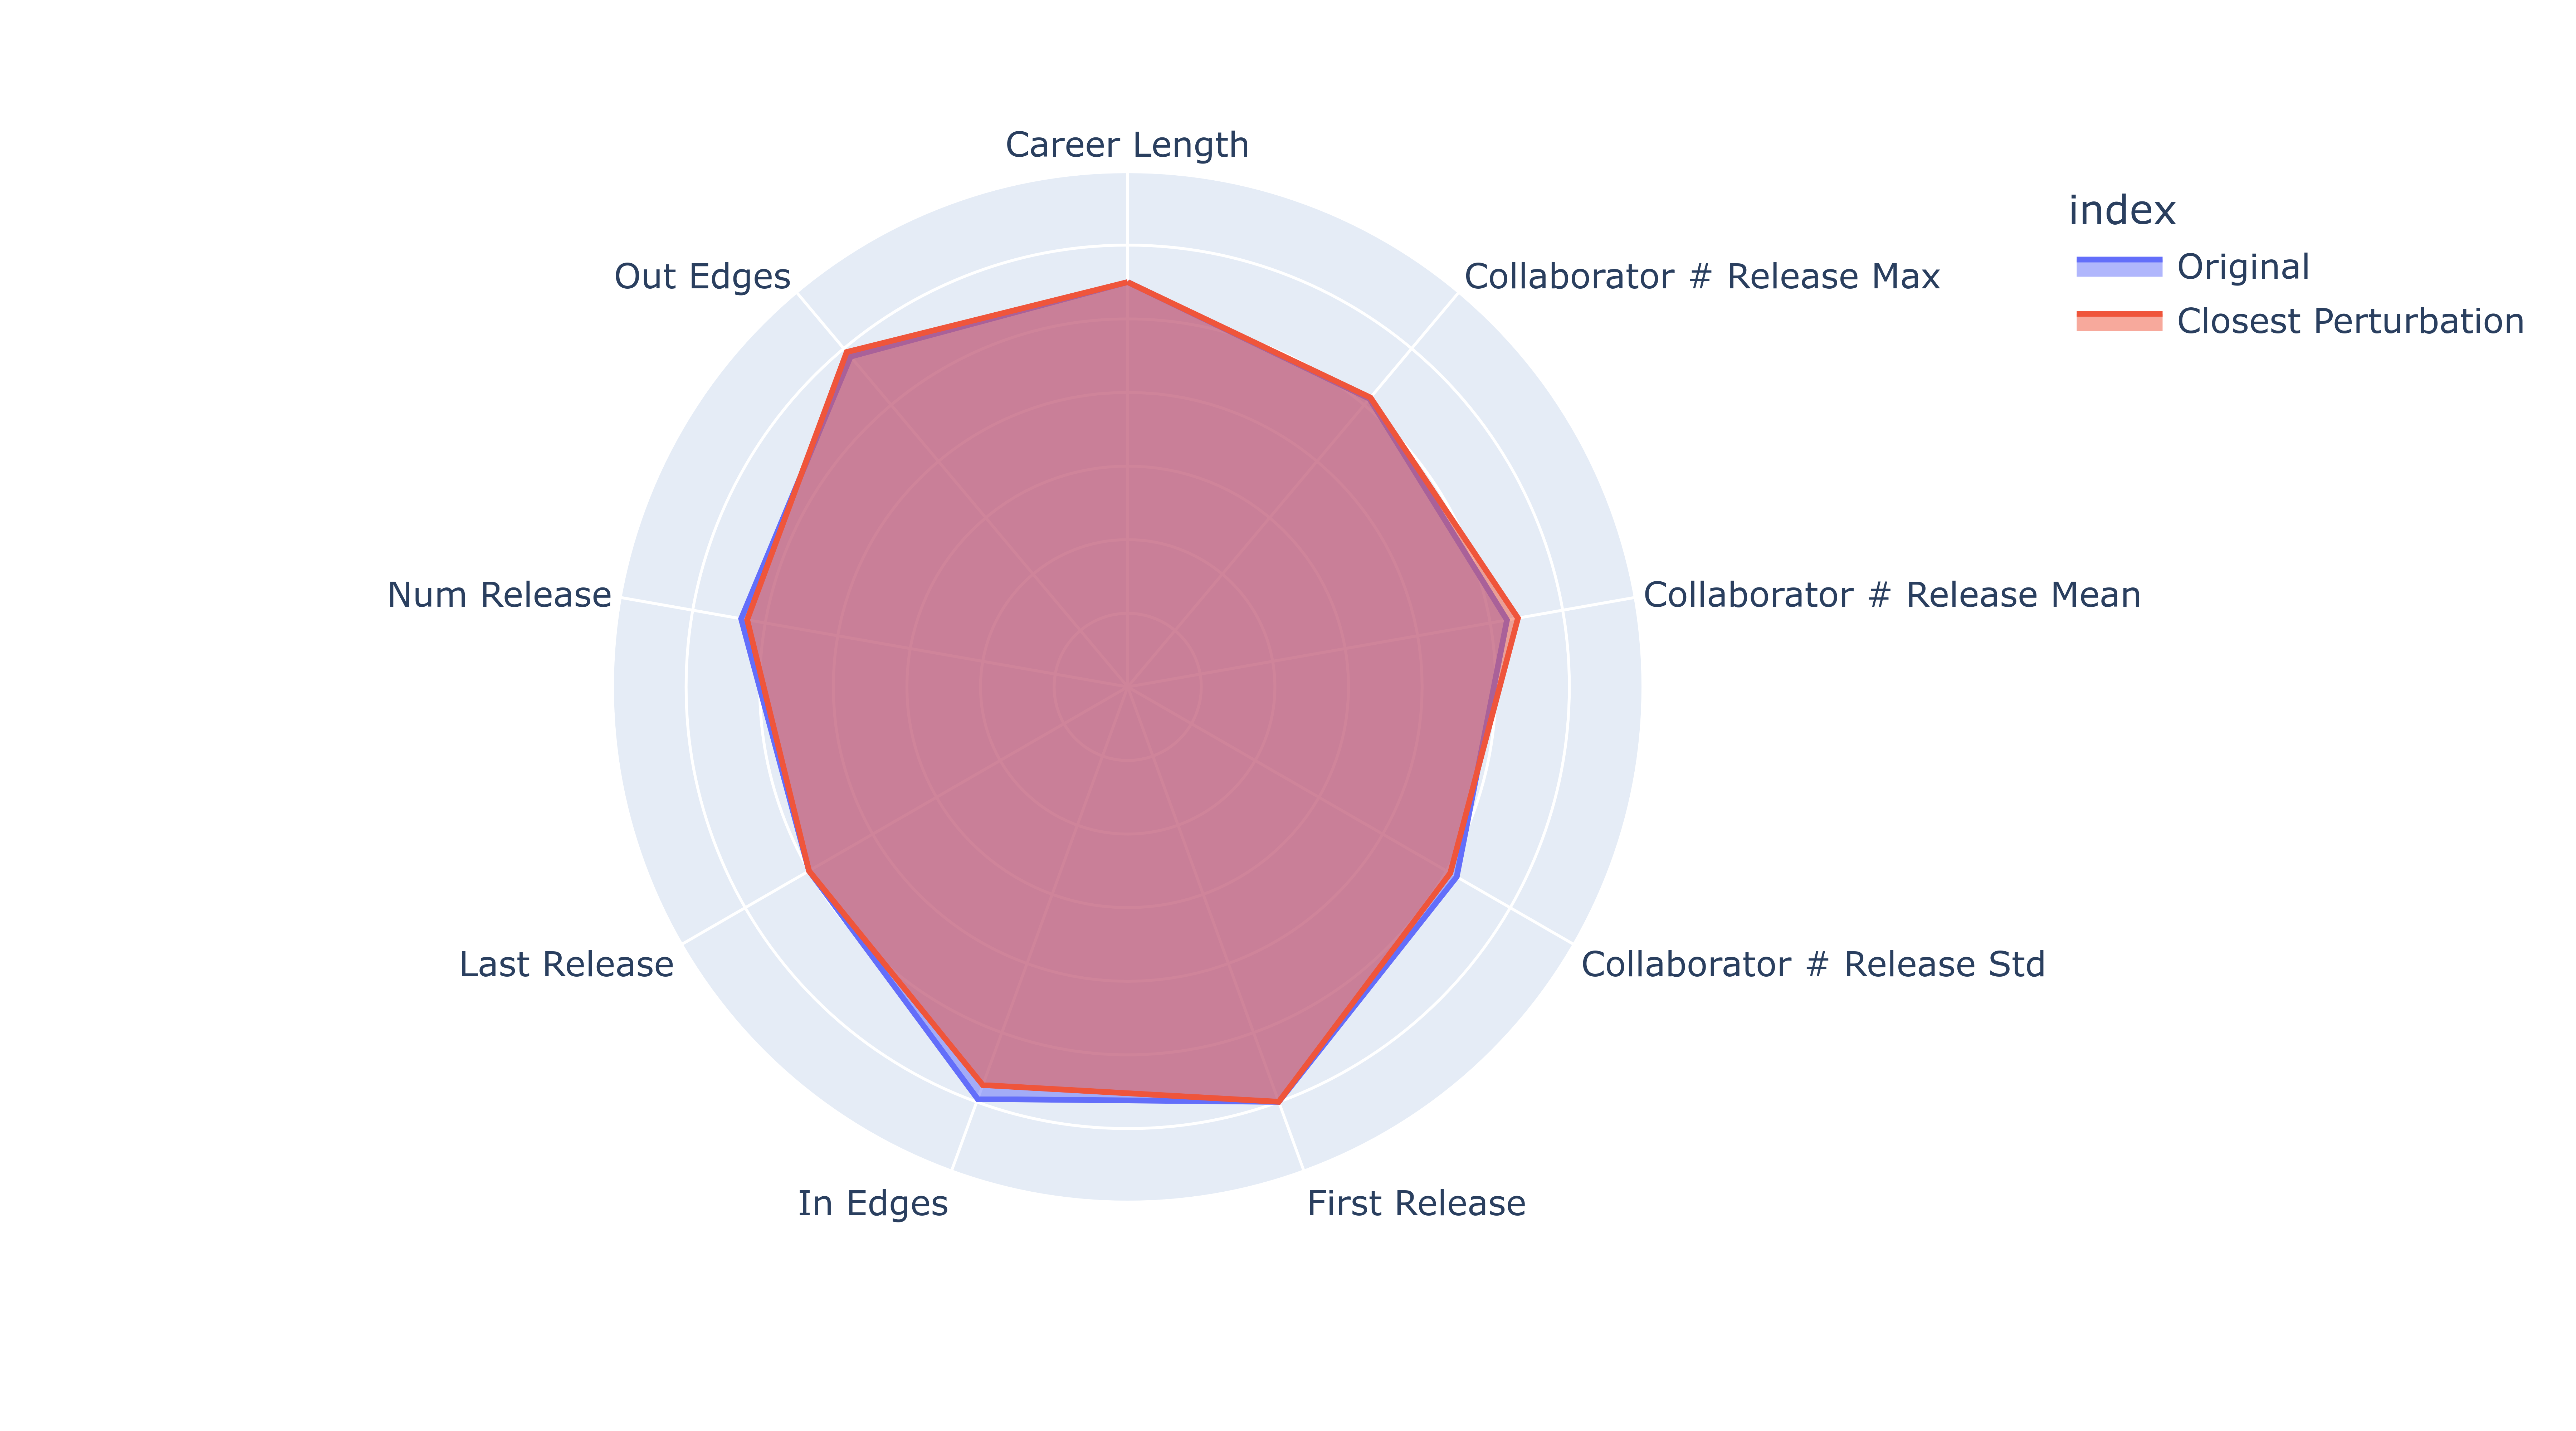 Career Length
Out Edges
Collaborator # Release Max
Num Release
Collaborator # Release Mean
Last Release
Collaborator # Release Std
In Edges
First Release
index
Original
Closest Perturbation